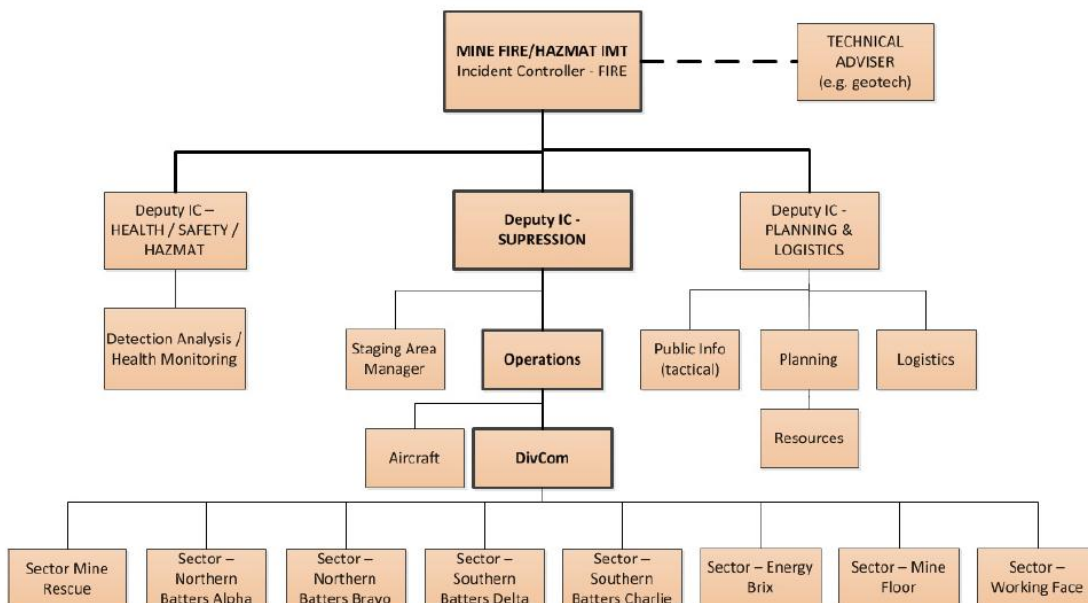 MINE FIRE/HAZMAT IMT
Incident Controller - FIRE
TECHNICAL
ADVISER
(e.g. geotech)
Deputy IC –
HEALTH / SAFETY /
HAZMAT
Deputy IC -
SUPRESSION
Deputy IC -
PLANNING &
LOGISTICS
Detection Analysis /
Health Monitoring
Staging Area
Manager
Operations
Public Info
(tactical)
Planning
Logistics
Aircraft
DivCom
Resources
Sector Mine
Rescue
Sector –
Northern
Batters Alpha
Sector –
Northern
Batters Bravo
Sector –
Southern
Batters Delta
Sector –
Southern
Batters Charlie
Sector – Energy
Brix
Sector – Mine
Floor
Sector –
Working Face